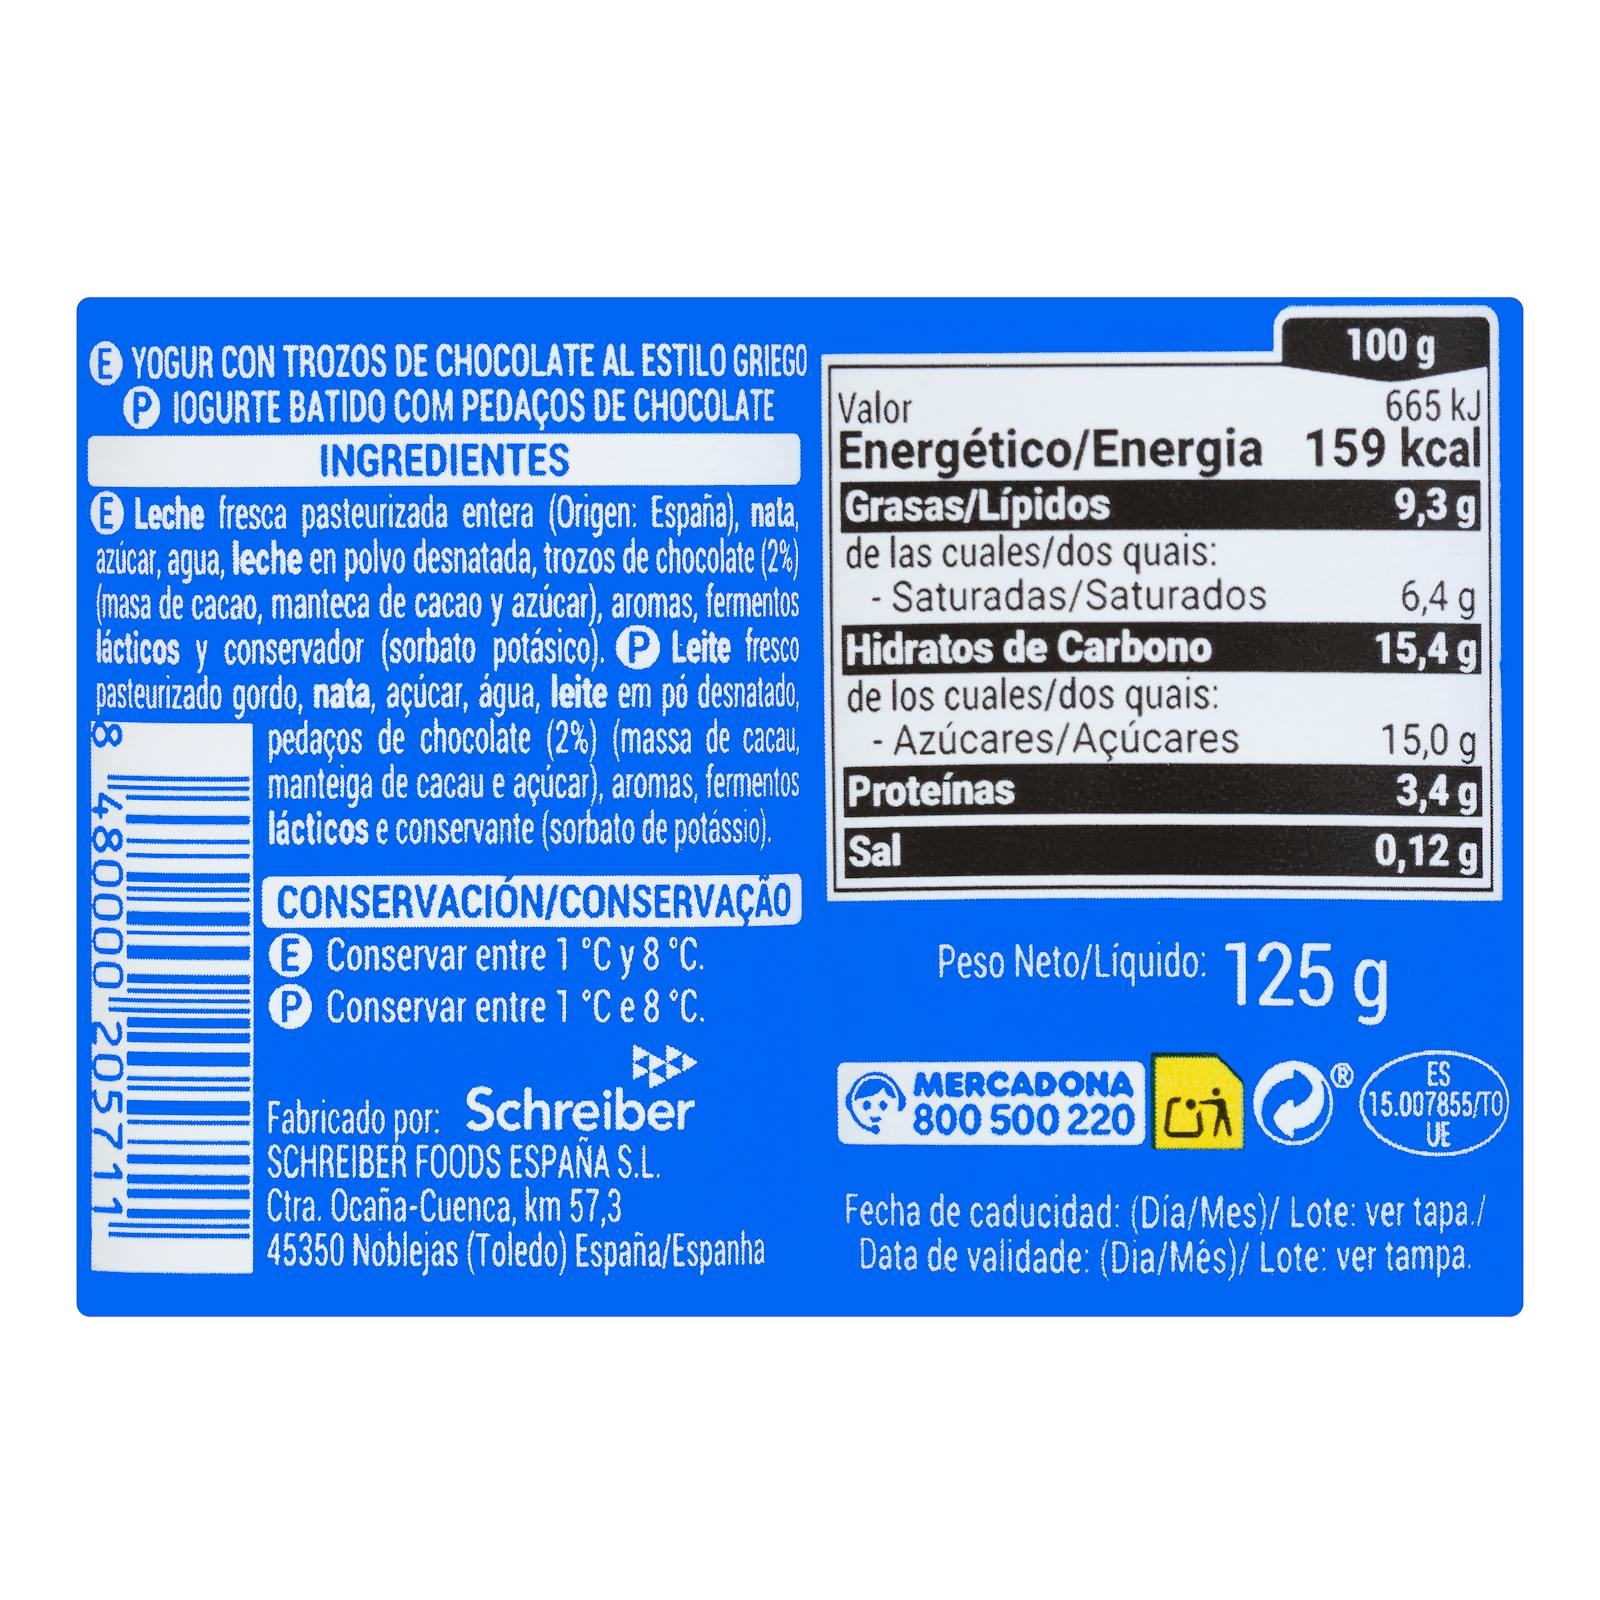 E YOGUR CON TROZOS DE CHOCOLATE AL ESTILO GRIEGO
P IOGURTE BATIDO COM PEDAÇOS DE CHOCOLATE
INGREDIENTES
E Leche fresca pasteurizada entera (Origen: España), nata,
azúcar, agua, leche en polvo desnatada, trozos de chocolate (2%)
(masa de cacao, manteca de cacao y azúcar), aromas, fermentos
lácticos y conservador (sorbato potásico). P Leite fresco
pasteurizado gordo, nata, açúcar, água, leite em pó desnatado,
pedaços de chocolate (2%) (massa de cacau,
manteiga de cacau e açúcar), aromas, fermentos
lácticos e conservante (sorbato de potássio).
8 480000 205711
CONSERVACIÓN/CONSERVAÇÃO
E Conservar entre 1 °C y 8 °C.
P Conservar entre 1 °C e 8 °C.
Fabricado por: Schreiber
SCHREIBER FOODS ESPAÑA S.L.
Ctra. Ocaña-Cuenca, km 57,3
45350 Noblejas (Toledo) España/Espanha
100 g
Valor 665 kJ
Energético/Energia 159 kcal
Grasas/Lípidos 9,3 g
de las cuales/dos quais:
- Saturadas/Saturados 6,4 g
Hidratos de Carbono 15,4 g
de los cuales/dos quais:
- Azúcares/Açúcares 15,0 g
Proteínas 3,4 g
Sal 0,12 g
Peso Neto/Líquido: 125 g
MERCADONA
800 500 220
®
ES
15.007855/TO
UE
Fecha de caducidad: (Día/Mes)/ Lote: ver tapa./
Data de validade: (Dia/Mês)/ Lote: ver tampa.